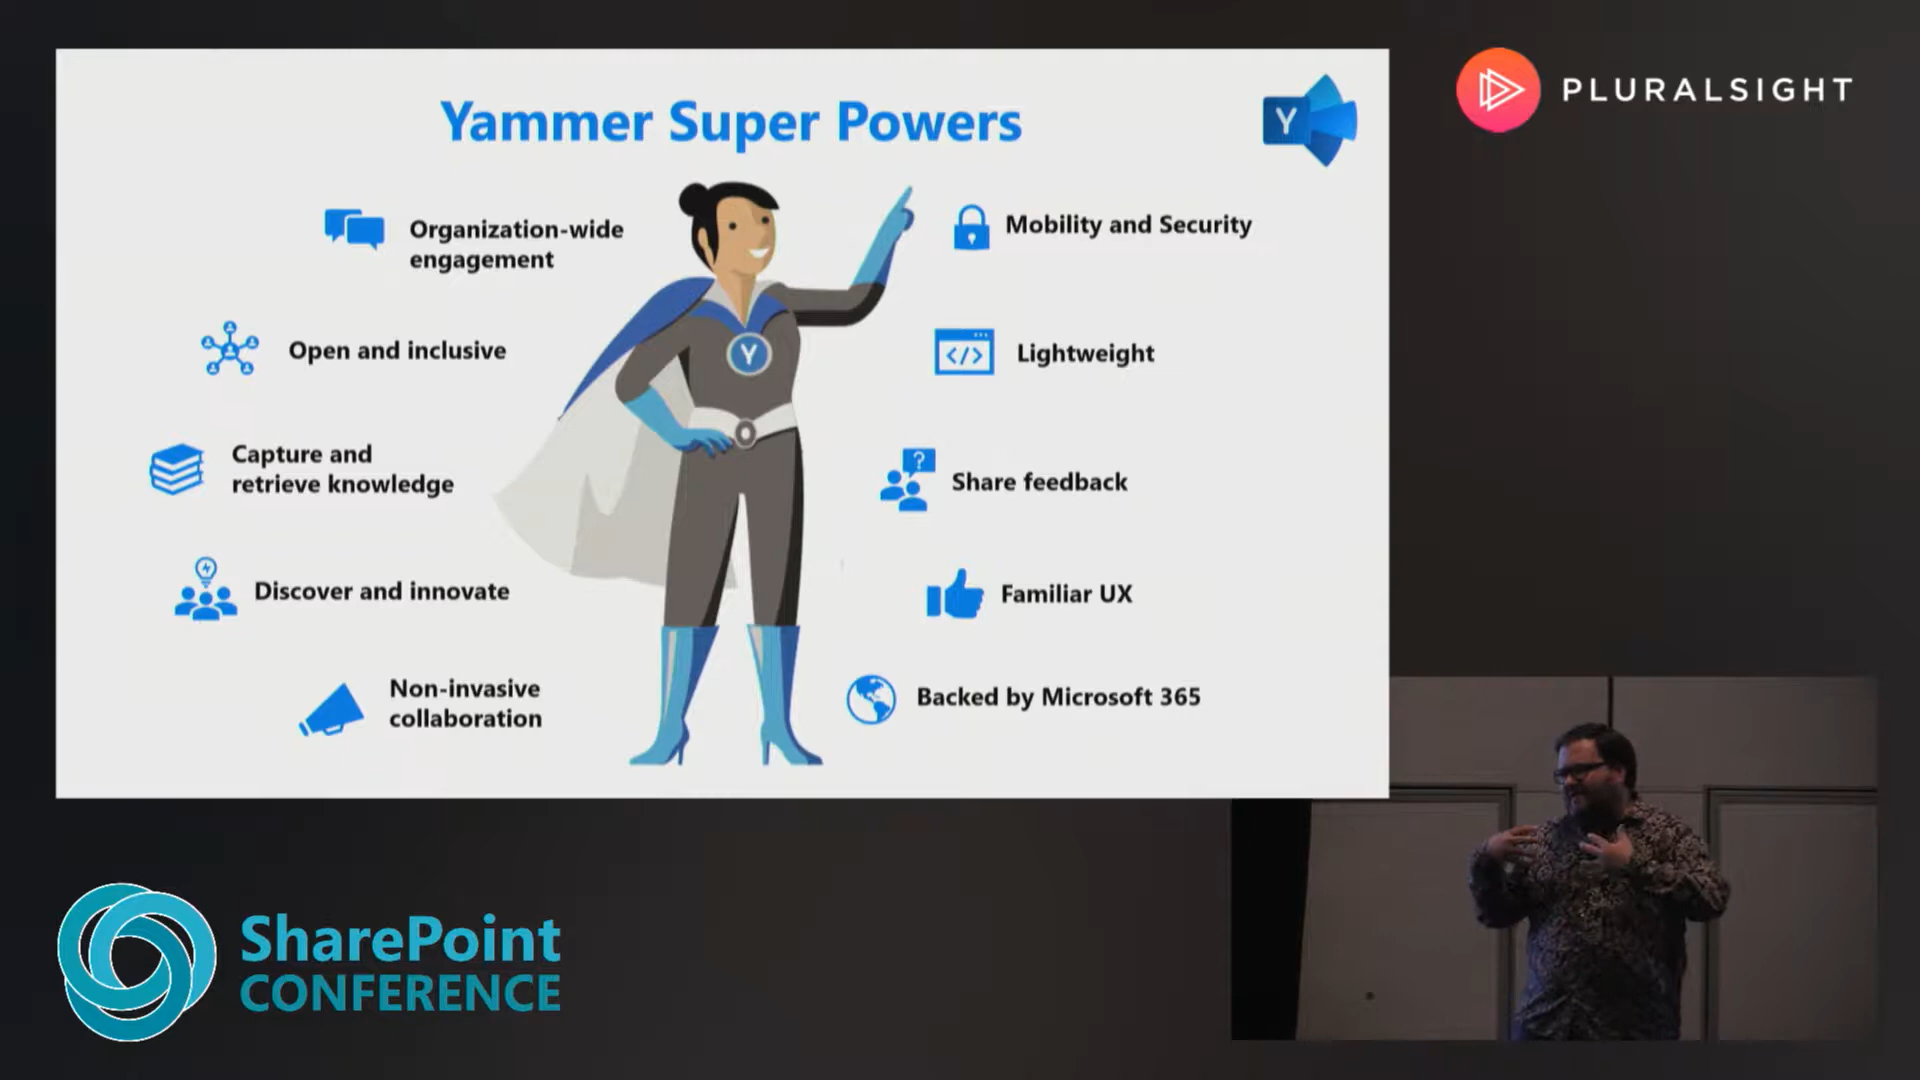 Yammer Super Powers
Y
PLURALSIGHT
Organization-wide
engagement
Open and inclusive
Capture and
retrieve knowledge
Discover and innovate
Non-invasive
collaboration
Y
Mobility and Security
</>
Lightweight
?
Share feedback
Familiar UX
Backed by Microsoft 365
SharePoint
CONFERENCE